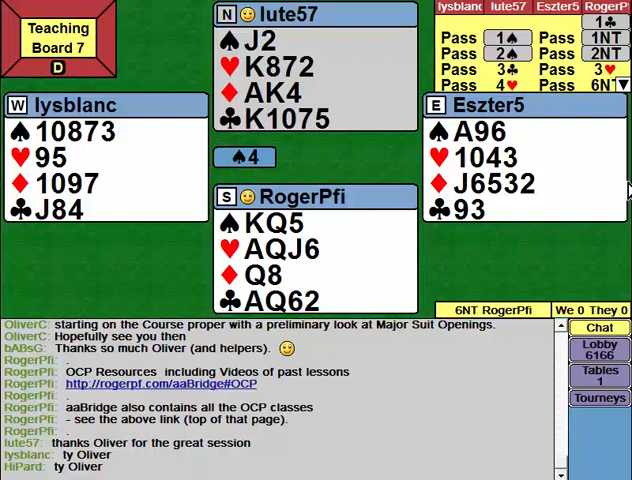 Teaching
Board 7
D
N lute57
♠ J2
♥ K872
♦ AK4
♣ K1075
lysblanc lute57 Eszter5 RogerPf
1♣
Pass 1♠ Pass 1NT
Pass 2♠ Pass 2NT
Pass 3♣ Pass 3♥
Pass 4♥ Pass 6NT
W lysblanc
♠ 10873
♥ 95
♦ 1097
♣ J84
♠4
E Eszter5
♠ A96
♥ 1043
♦ J6532
♣ 93
S RogerPfi
♠ KQ5
♥ AQJ6
♦ Q8
♣ AQ62
6NT RogerPfi We 0 They 0
OliverC: starting on the Course proper with a preliminary look at Major Suit Openings.
OliverC: Hopefully see you then
bABsG: Thanks so much Oliver (and helpers).
RogerPfi: .
RogerPfi: OCP Resources including Videos of past lessons
RogerPfi: http://rogerpf.com/aaBridge#OCP
RogerPfi: .
RogerPfi: aaBridge also contains all the OCP classes
RogerPfi: - see the above link (top of that page).
RogerPfi: .
lute57: thanks Oliver for the great session
lysblanc: ty Oliver
HiPard: ty Oliver
Chat
Lobby
6166
Tables
1
Tourneys